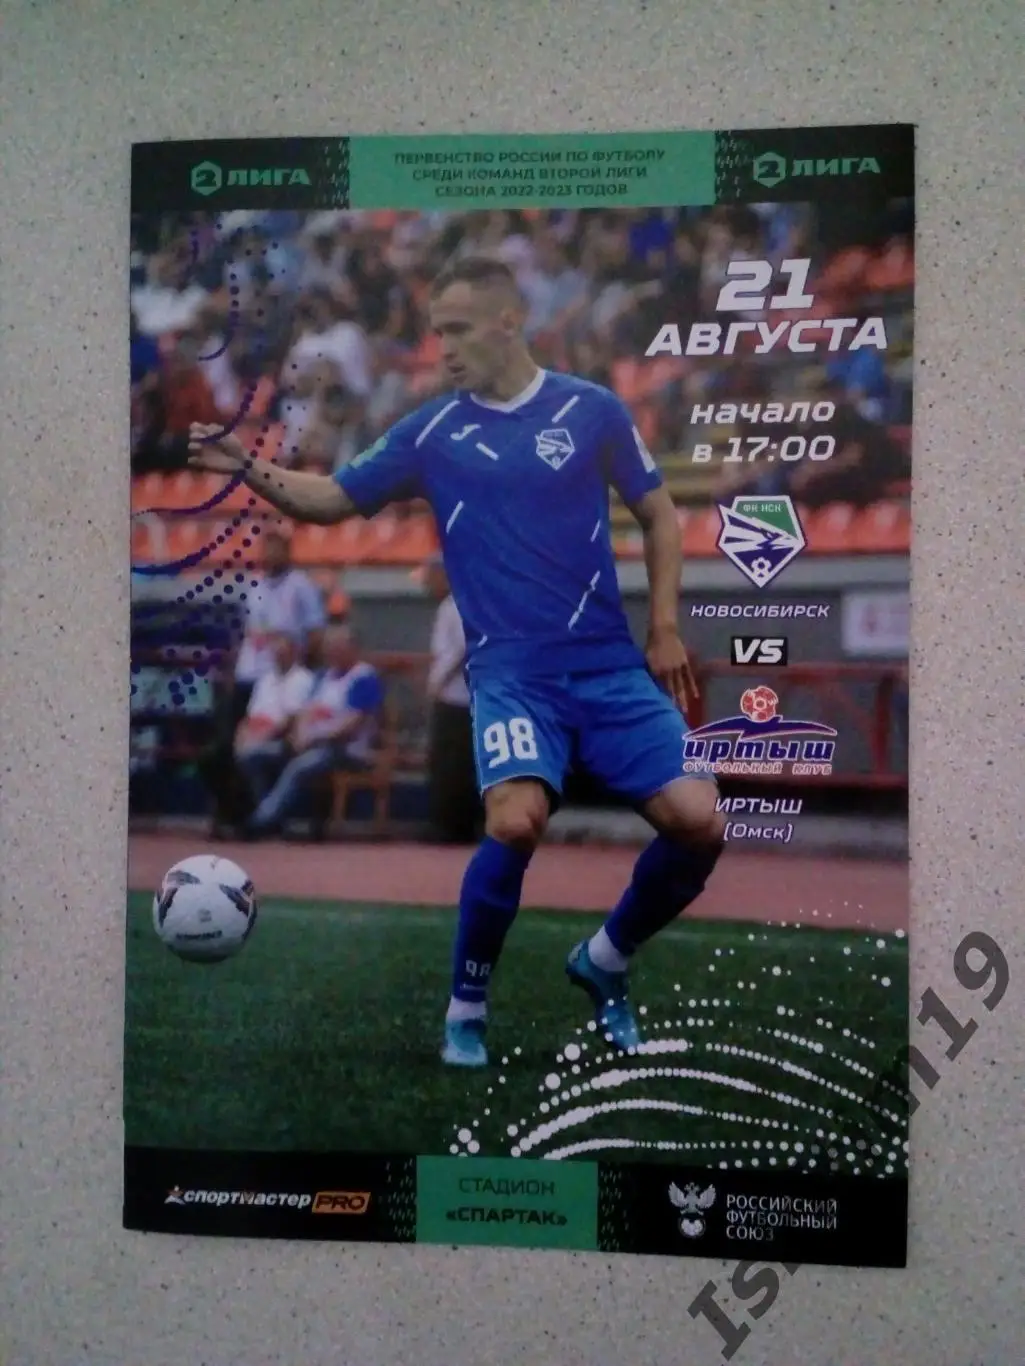 2 ЛИГА
ПЕРВЕНСТВО РОССИИ ПО ФУТБОЛУ
СРЕДИ КОМАНД ВТОРОЙ ЛИГИ
СЕЗОНА 2022-2023 ГОДОВ
2 ЛИГА
21
АВГУСТА
начало
в 17:00
ФК НСК
НОВОСИБИРСК
VS
иртыш
ФУТБОЛЬНЫЙ КЛУБ
ИРТЫШ
(Омск)
98
98
спортмастер PRO
СТАДИОН
«СПАРТАК»
РОССИЙСКИЙ
ФУТБОЛЬНЫЙ
СОЮЗ